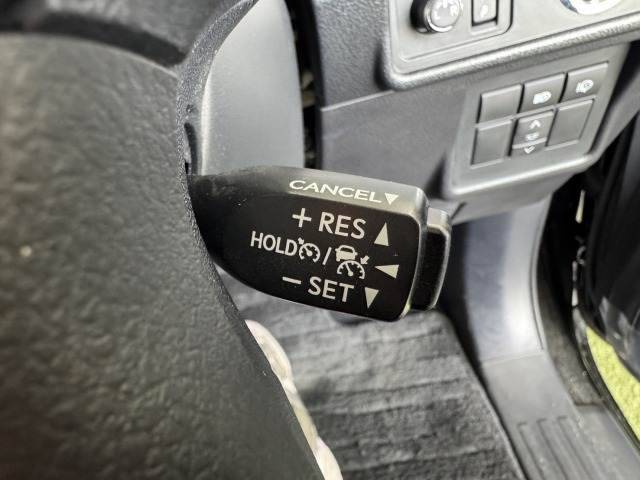 CANCEL▼
+ RES ▲
HOLD / ◀
− SET ▼